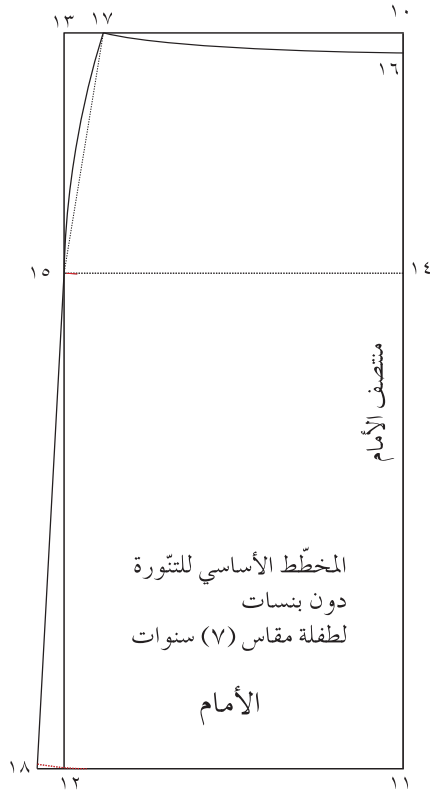 ١٠
١٧
١٣
١٦
١٤
١٥
منتصف الأمام
المخطّط الأساسي للتنّورة
دون بنسات
لطفلة مقاس (٧) سنوات
الأمام
١٨
١٢
١١